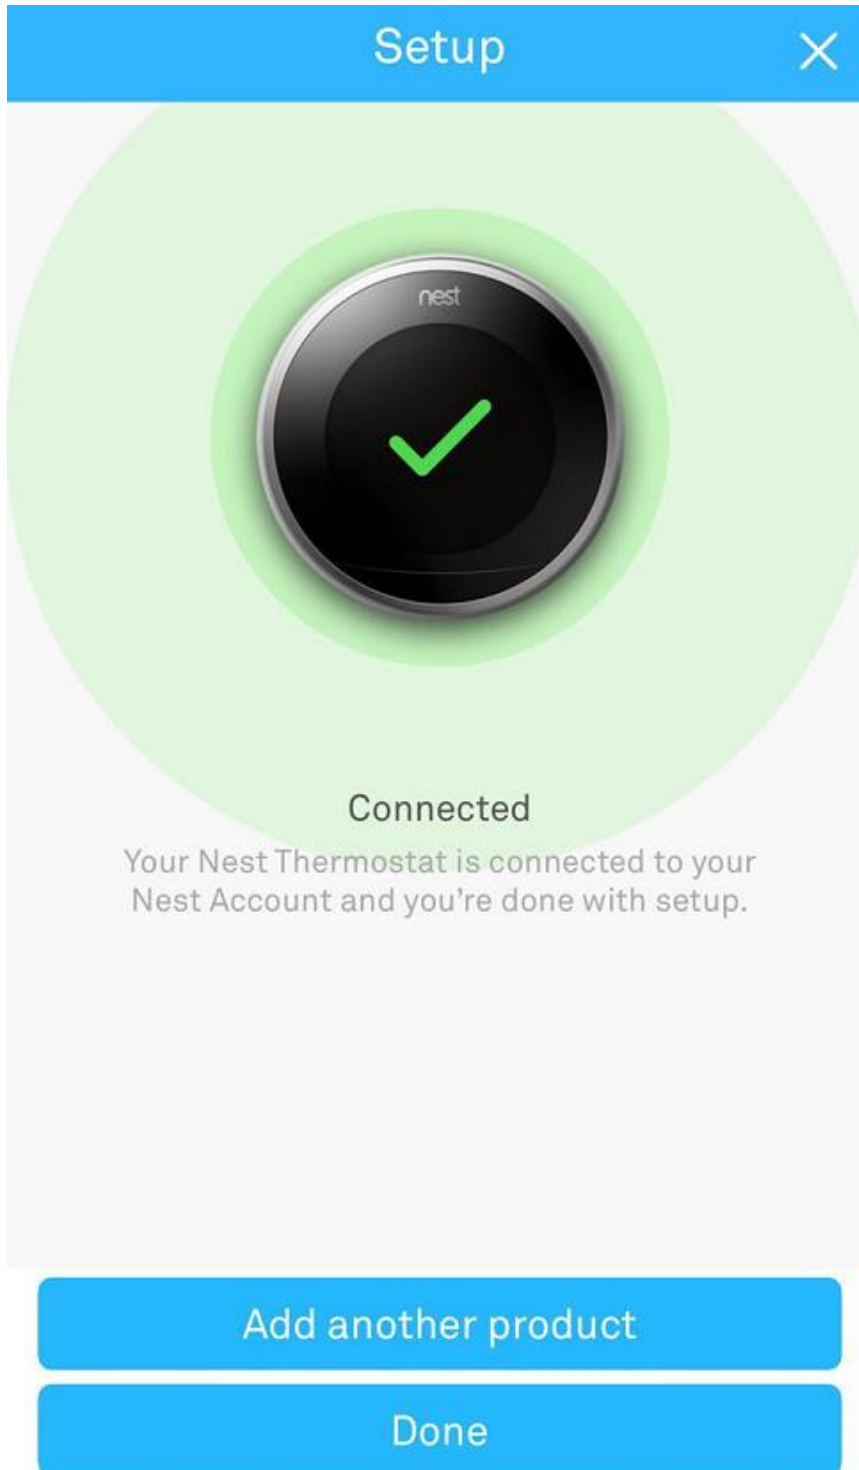 Setup
nest
Connected
Your Nest Thermostat is connected to your
Nest Account and you're done with setup.
Add another product
Done